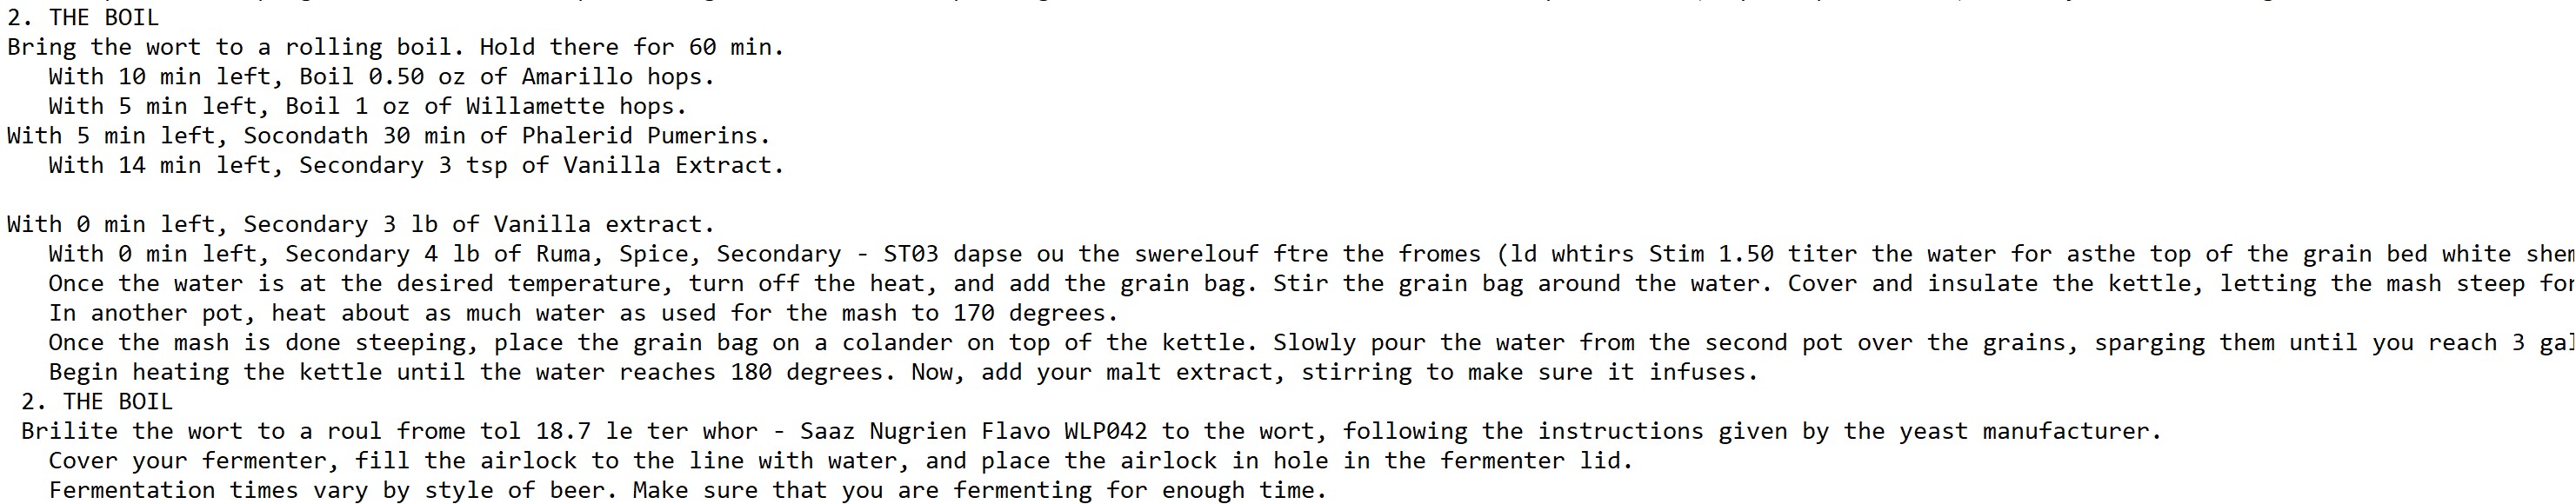 2. THE BOIL
Bring the wort to a rolling boil. Hold there for 60 min.
With 10 min left, Boil 0.50 oz of Amarillo hops.
With 5 min left, Boil 1 oz of Willamette hops.
With 5 min left, Socondath 30 min of Phalerid Pumerins.
With 14 min left, Secondary 3 tsp of Vanilla Extract.
With 0 min left, Secondary 3 lb of Vanilla extract.
With 0 min left, Secondary 4 lb of Ruma, Spice, Secondary - ST03 dapse ou the swerelouf ftre the fromes (ld whtirs Stim 1.50 titer the water for asthe top of the grain bed white
Once the water is at the desired temperature, turn off the heat, and add the grain bag. Stir the grain bag around the water. Cover and insulate the kettle, letting the mash steep
In another pot, heat about as much water as used for the mash to 170 degrees.
Once the mash is done steeping, place the grain bag on a colander on top of the kettle. Slowly pour the water from the second pot over the grains, sparging them until you reach 3
Begin heating the kettle until the water reaches 180 degrees. Now, add your malt extract, stirring to make sure it infuses.
2. THE BOIL
Brilite the wort to a roul frome tol 18.7 le ter whor - Saaz Nugrien Flavo WLP042 to the wort, following the instructions given by the yeast manufacturer.
Cover your fermenter, fill the airlock to the line with water, and place the airlock in hole in the fermenter lid.
Fermentation times vary by style of beer. Make sure that you are fermenting for enough time.